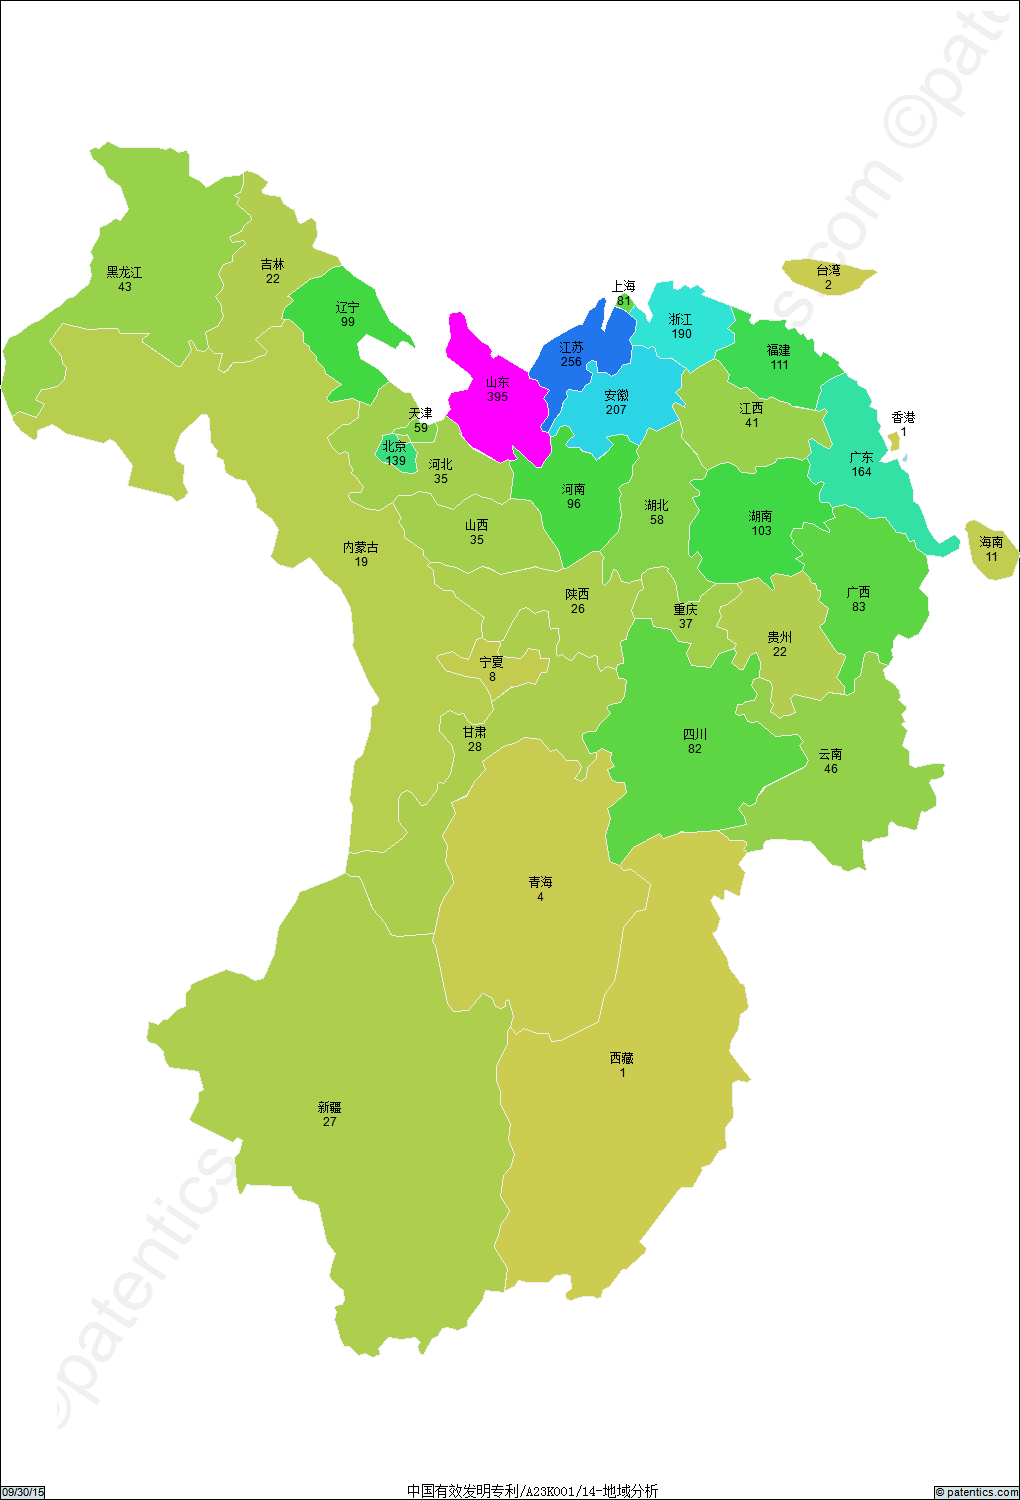 ©patentics.com ©patentics.com
黑龙江
43
吉林
22
辽宁
99
台湾
2
上海
81
浙江
190
江苏
256
福建
111
山东
395
安徽
207
江西
41
天津
59
香港
1
北京
139
河北
35
广东
164
河南
96
湖北
58
湖南
103
山西
35
内蒙古
19
海南
11
陕西
26
重庆
37
广西
83
贵州
22
宁夏
8
甘肃
28
四川
82
云南
46
青海
4
西藏
1
新疆
27
09/30/15
中国有效发明专利/A23K001/14-地域分析
© patentics.com